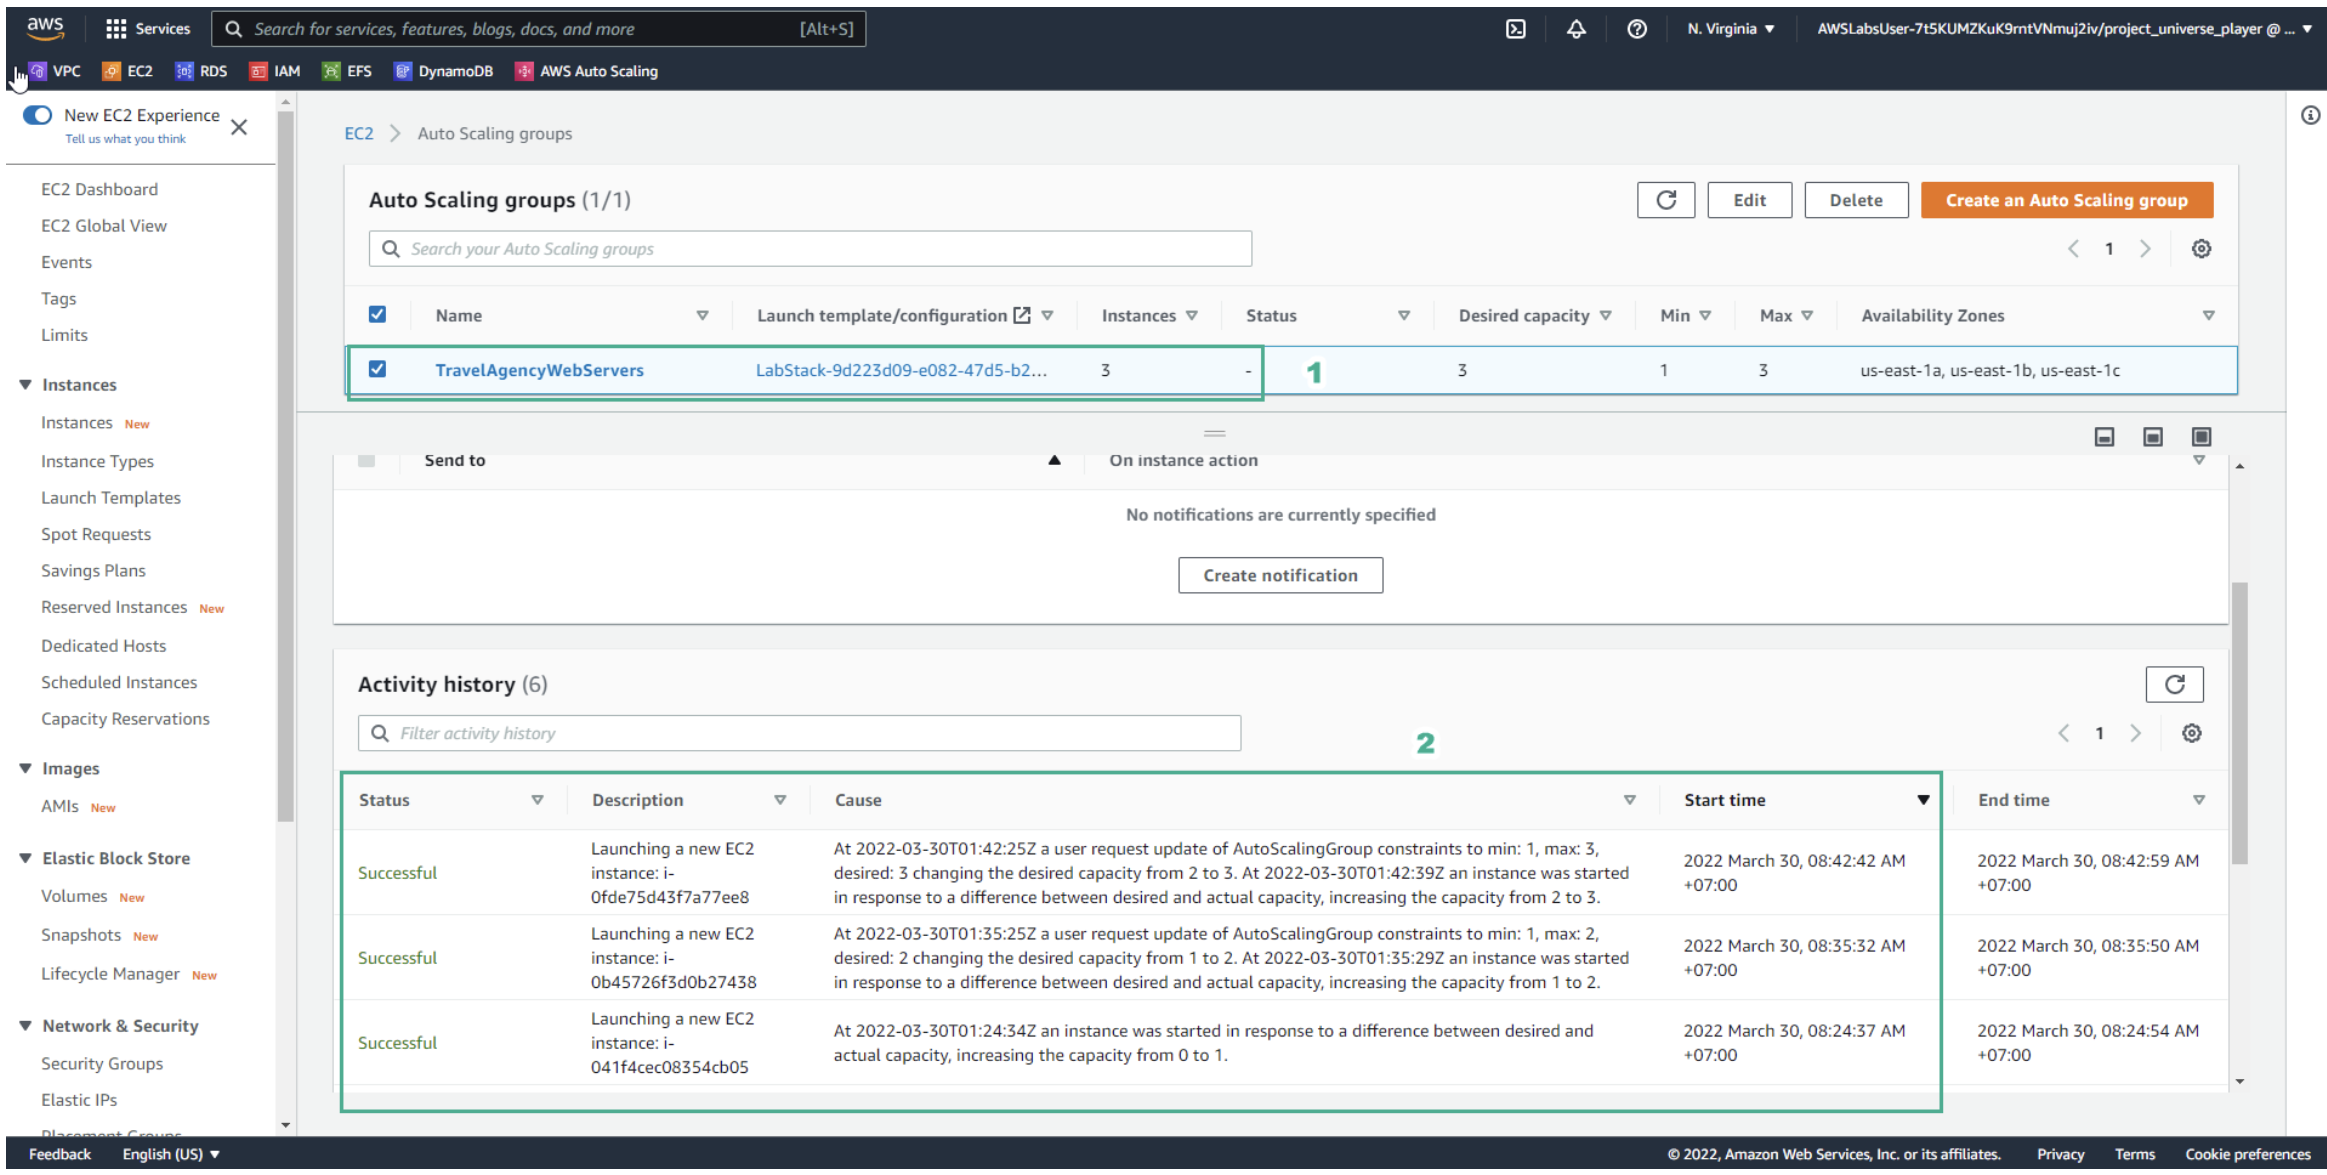 aws
Services
Search for services, features, blogs, docs, and more
[Alt+S]
N. Virginia ▼
AWSLabsUser-7t5KUMZKuK9rntVNmuj2iv/project_universe_player @ ... ▼
VPC
EC2
RDS
IAM
EFS
DynamoDB
AWS Auto Scaling
New EC2 Experience
Tell us what you think
EC2 Dashboard
EC2 Global View
Events
Tags
Limits
Instances
Instances New
Instance Types
Launch Templates
Spot Requests
Savings Plans
Reserved Instances New
Dedicated Hosts
Scheduled Instances
Capacity Reservations
Images
AMIs New
Elastic Block Store
Volumes New
Snapshots New
Lifecycle Manager New
Network & Security
Security Groups
Elastic IPs
Placement Groups
EC2 > Auto Scaling groups
Auto Scaling groups (1/1)
Edit
Delete
Create an Auto Scaling group
Search your Auto Scaling groups
1
Name
Launch template/configuration
Instances
Status
Desired capacity
Min
Max
Availability Zones
TravelAgencyWebServers
LabStack-9d223d09-e082-47d5-b2...
3
-
1
3
1
3
us-east-1a, us-east-1b, us-east-1c
Send to
On instance action
No notifications are currently specified
Create notification
Activity history (6)
Filter activity history
2
1
Status
Description
Cause
Start time
End time
Successful
Launching a new EC2
instance: i-
0fde75d43f7a77ee8
At 2022-03-30T01:42:25Z a user request update of AutoScalingGroup constraints to min: 1, max: 3,
desired: 3 changing the desired capacity from 2 to 3. At 2022-03-30T01:42:39Z an instance was started
in response to a difference between desired and actual capacity, increasing the capacity from 2 to 3.
2022 March 30, 08:42:42 AM
+07:00
2022 March 30, 08:42:59 AM
+07:00
Successful
Launching a new EC2
instance: i-
0b45726f3d0b27438
At 2022-03-30T01:35:25Z a user request update of AutoScalingGroup constraints to min: 1, max: 2,
desired: 2 changing the desired capacity from 1 to 2. At 2022-03-30T01:35:29Z an instance was started
in response to a difference between desired and actual capacity, increasing the capacity from 1 to 2.
2022 March 30, 08:35:32 AM
+07:00
2022 March 30, 08:35:50 AM
+07:00
Successful
Launching a new EC2
instance: i-
041f4cec08354cb05
At 2022-03-30T01:24:34Z an instance was started in response to a difference between desired and
actual capacity, increasing the capacity from 0 to 1.
2022 March 30, 08:24:37 AM
+07:00
2022 March 30, 08:24:54 AM
+07:00
Feedback
English (US) ▼
© 2022, Amazon Web Services, Inc. or its affiliates.
Privacy
Terms
Cookie preferences